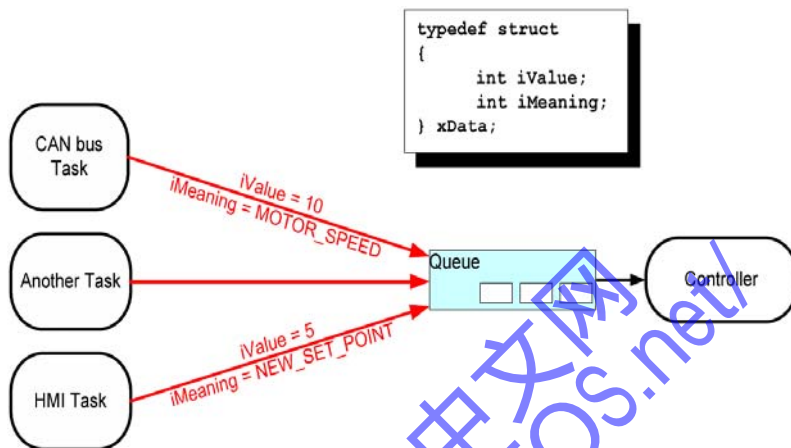 typedef struct
{
int iValue;
int iMeaning;
} xData;
CAN bus
Task
iValue = 10
iMeaning = MOTOR_SPEED
Queue
Another Task
Controller
iValue = 5
iMeaning = NEW_SET_POINT
HMI Task
中文网
OS.net/